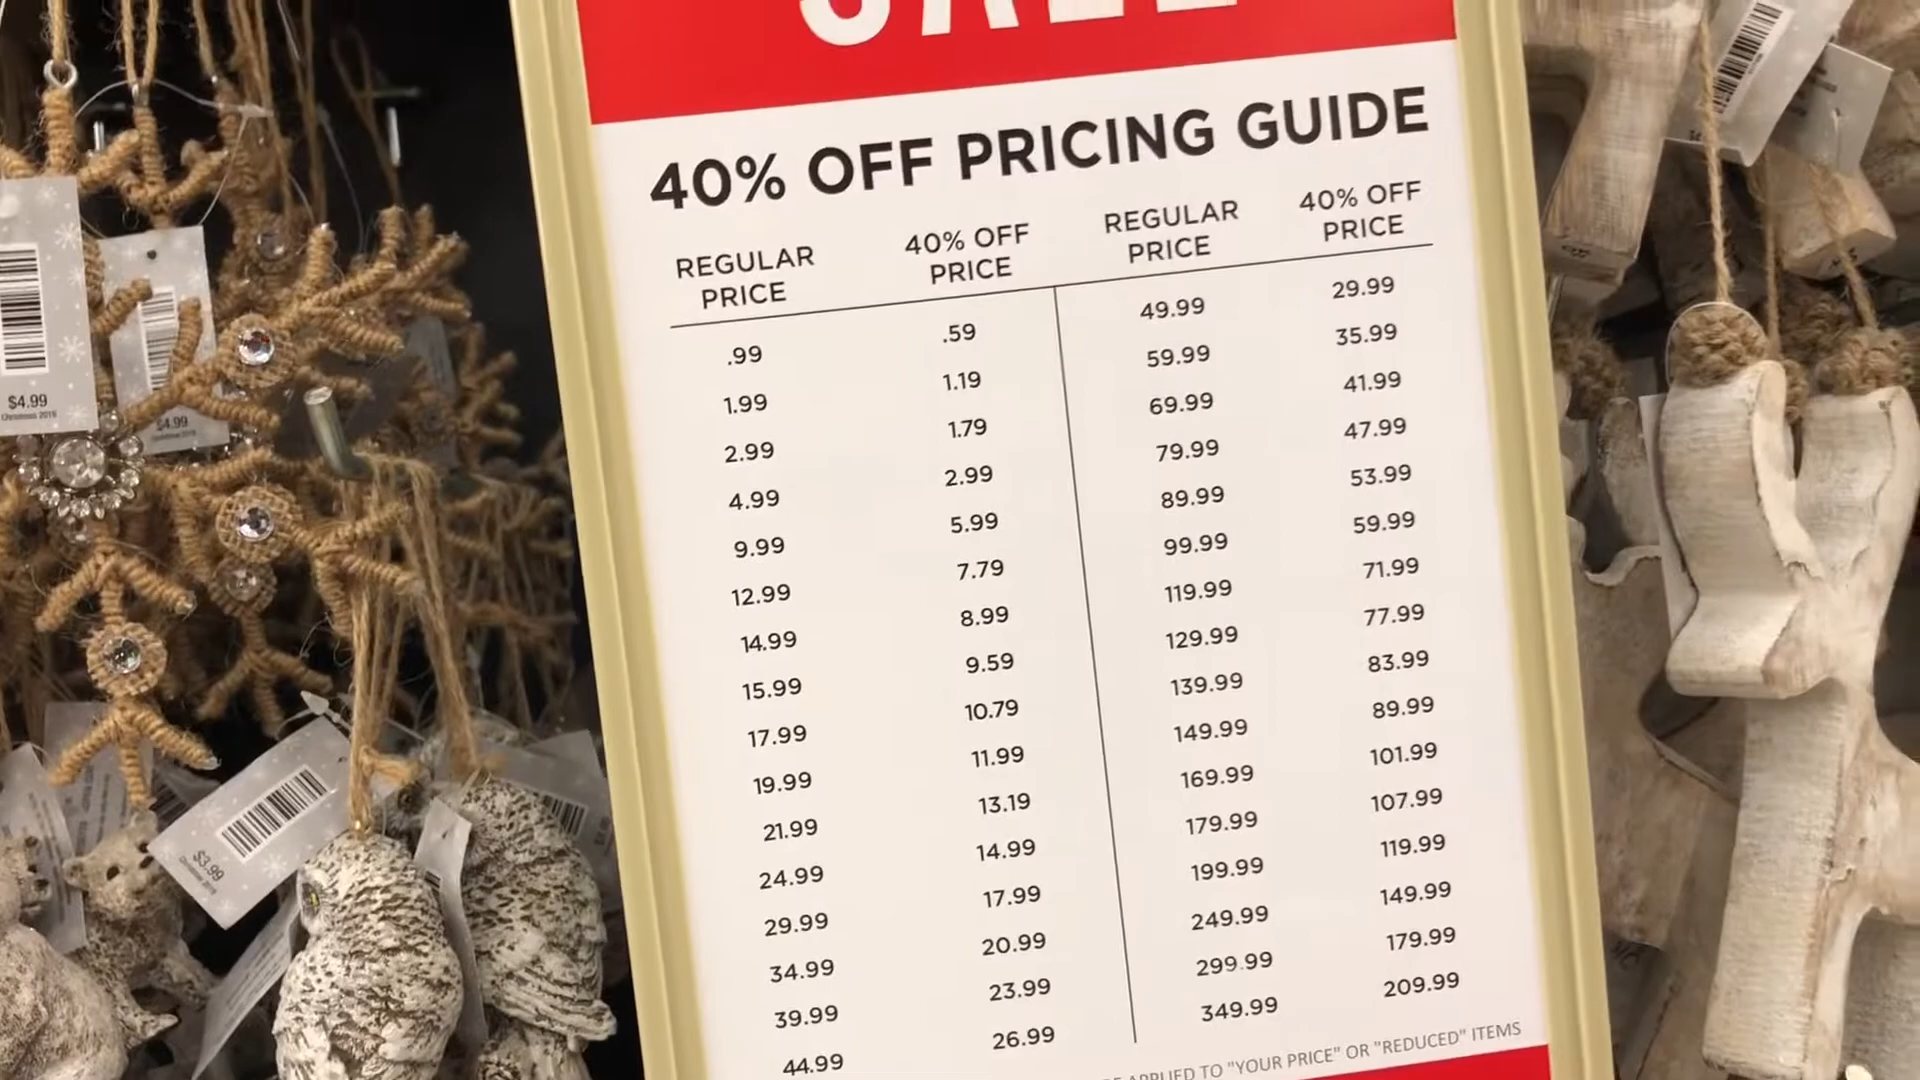 SALE
40% OFF PRICING GUIDE
REGULAR PRICE 40% OFF PRICE REGULAR PRICE 40% OFF PRICE
.99 .59 49.99 29.99
1.99 1.19 59.99 35.99
2.99 1.79 69.99 41.99
4.99 2.99 79.99 47.99
9.99 5.99 89.99 53.99
12.99 7.79 99.99 59.99
14.99 8.99 119.99 71.99
15.99 9.59 129.99 77.99
17.99 10.79 139.99 83.99
19.99 11.99 149.99 89.99
21.99 13.19 169.99 101.99
24.99 14.99 179.99 107.99
29.99 17.99 199.99 119.99
34.99 20.99 249.99 149.99
39.99 23.99 299.99 179.99
44.99 26.99 349.99 209.99
APPLIED TO "YOUR PRICE" OR "REDUCED" ITEMS
$4.99
Christmas 2019
$4.99
$3.99
Christmas 2019